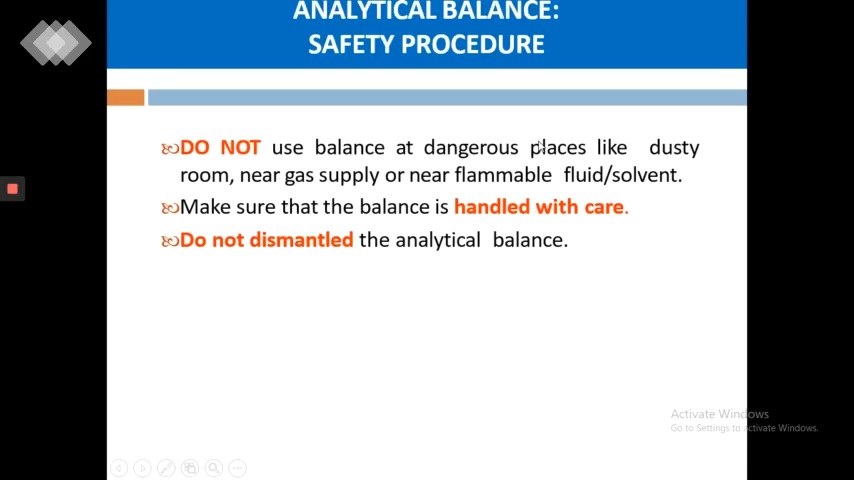 ANALYTICAL BALANCE:
SAFETY PROCEDURE
DO NOT use balance at dangerous places like dusty
room, near gas supply or near flammable fluid/solvent.
Make sure that the balance is handled with care.
Do not dismantled the analytical balance.
Activate Windows
Go to Settings to activate Windows.